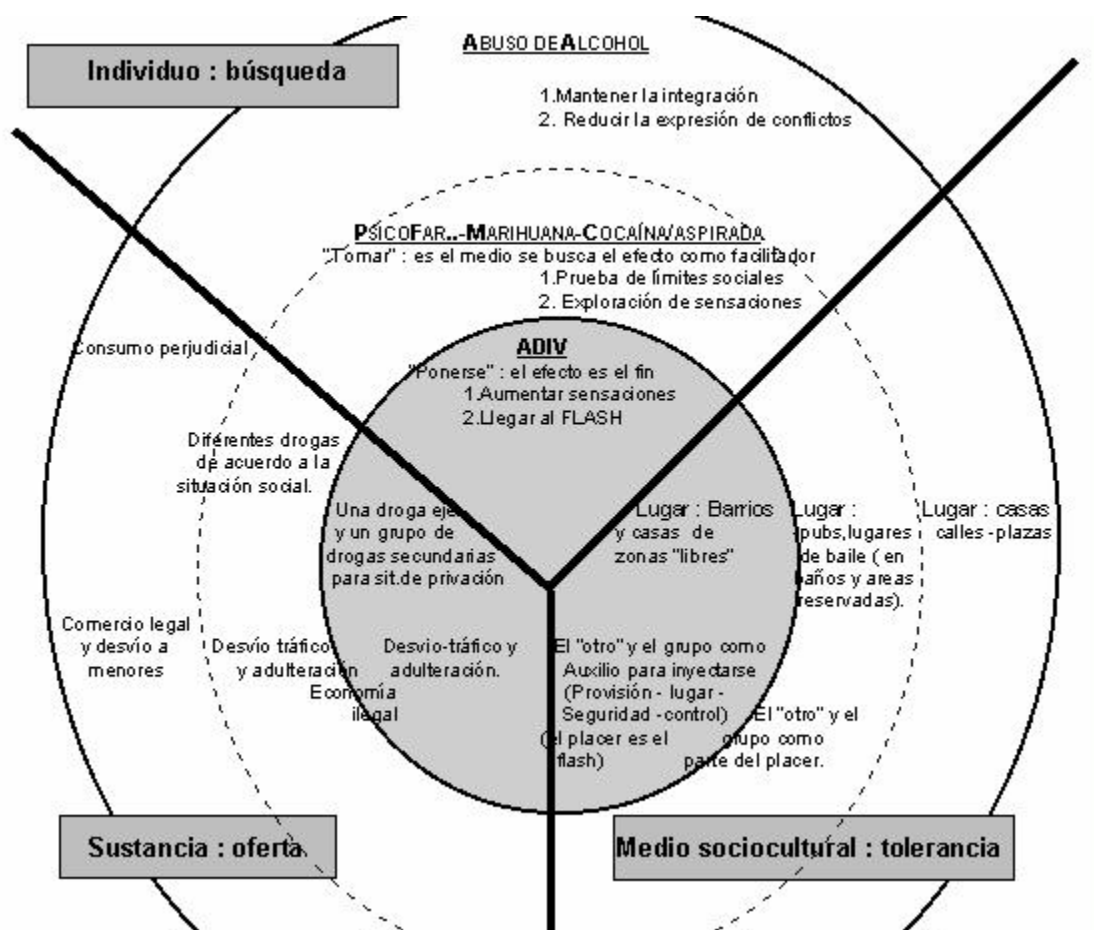 ABUSO DE ALCOHOL
Individuo : búsqueda
1.Mantener la integración
2. Reducir la expresión de conflictos
PSÍCOFAR..-MARIHUANA-COCAÍNA/ASPIRADA
"Tomar" : es el medio se busca el efecto como facilitador
1.Prueba de límites sociales
2. Exploración de sensaciones
Consumo perjudicial
ADIV
"Ponerse" : el efecto es el fin
1.Aumentar sensaciones
2.Llegar al FLASH
Diferentes drogas
de acuerdo a la
situación social.
Una droga eje
y un grupo de
drogas secundarias
para sit.de privación
Lugar : Barrios
y casas de
zonas "libres"
Lugar :
pubs,lugares
de baile ( en
baños y areas
reservadas).
Lugar : casas
calles -plazas
Comercio legal
y desvío a
menores
Desvío tráfico
y adulteración
Economía
ilegal
Desvio-tráfico y
adulteración.
El "otro" y el grupo como
Auxilio para inyectarse
(Provisión - lugar -
Seguridad -control)
(el placer es el
flash)
El "otro" y el
grupo como
parte del placer.
Sustancia : oferta
Medio sociocultural : tolerancia